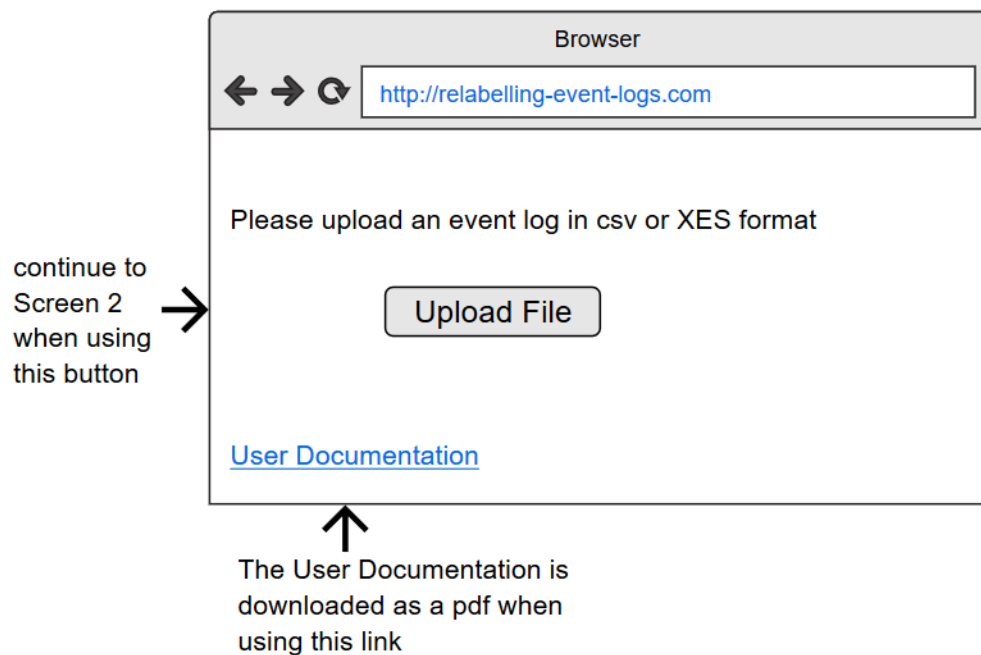 Browser
http://relabelling-event-logs.com
Please upload an event log in csv or XES format
continue to
Screen 2
when using
this button
Upload File
User Documentation
The User Documentation is
downloaded as a pdf when
using this link